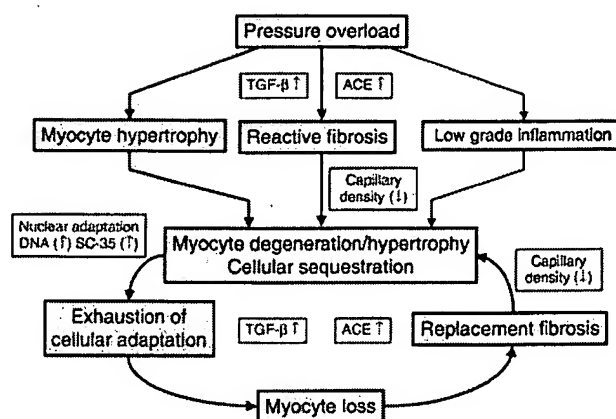 Pressure overload
TGF-β ↑
ACE ↑
Myocyte hypertrophy
Reactive fibrosis
Low grade inflammation
Capillary
density (↓)
Nuclear adaptation
DNA (↑) SC-35 (↑)
Myocyte degeneration/hypertrophy
Cellular sequestration
Capillary
density (↓)
Exhaustion of
cellular adaptation
TGF-β ↑
ACE ↑
Replacement fibrosis
Myocyte loss